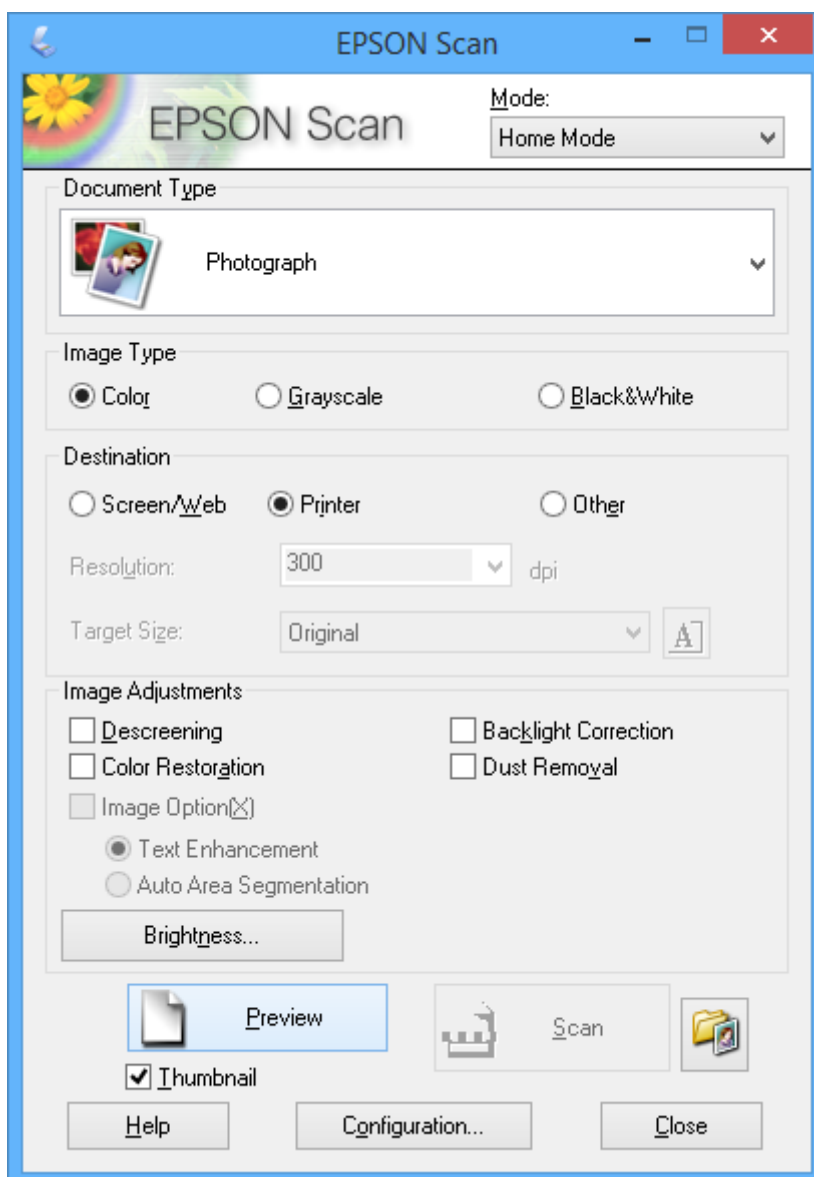 EPSON Scan
EPSON Scan
Mode:
Home Mode
Document Type
Photograph
Image Type
Color Grayscale Black&White
Destination
Screen/Web Printer Other
Resolution: 300 dpi
Target Size: Original A
Image Adjustments
Descreening Backlight Correction
Color Restoration Dust Removal
Image Option(X)
Text Enhancement
Auto Area Segmentation
Brightness...
Preview Scan
Thumbnail
Help Configuration... Close